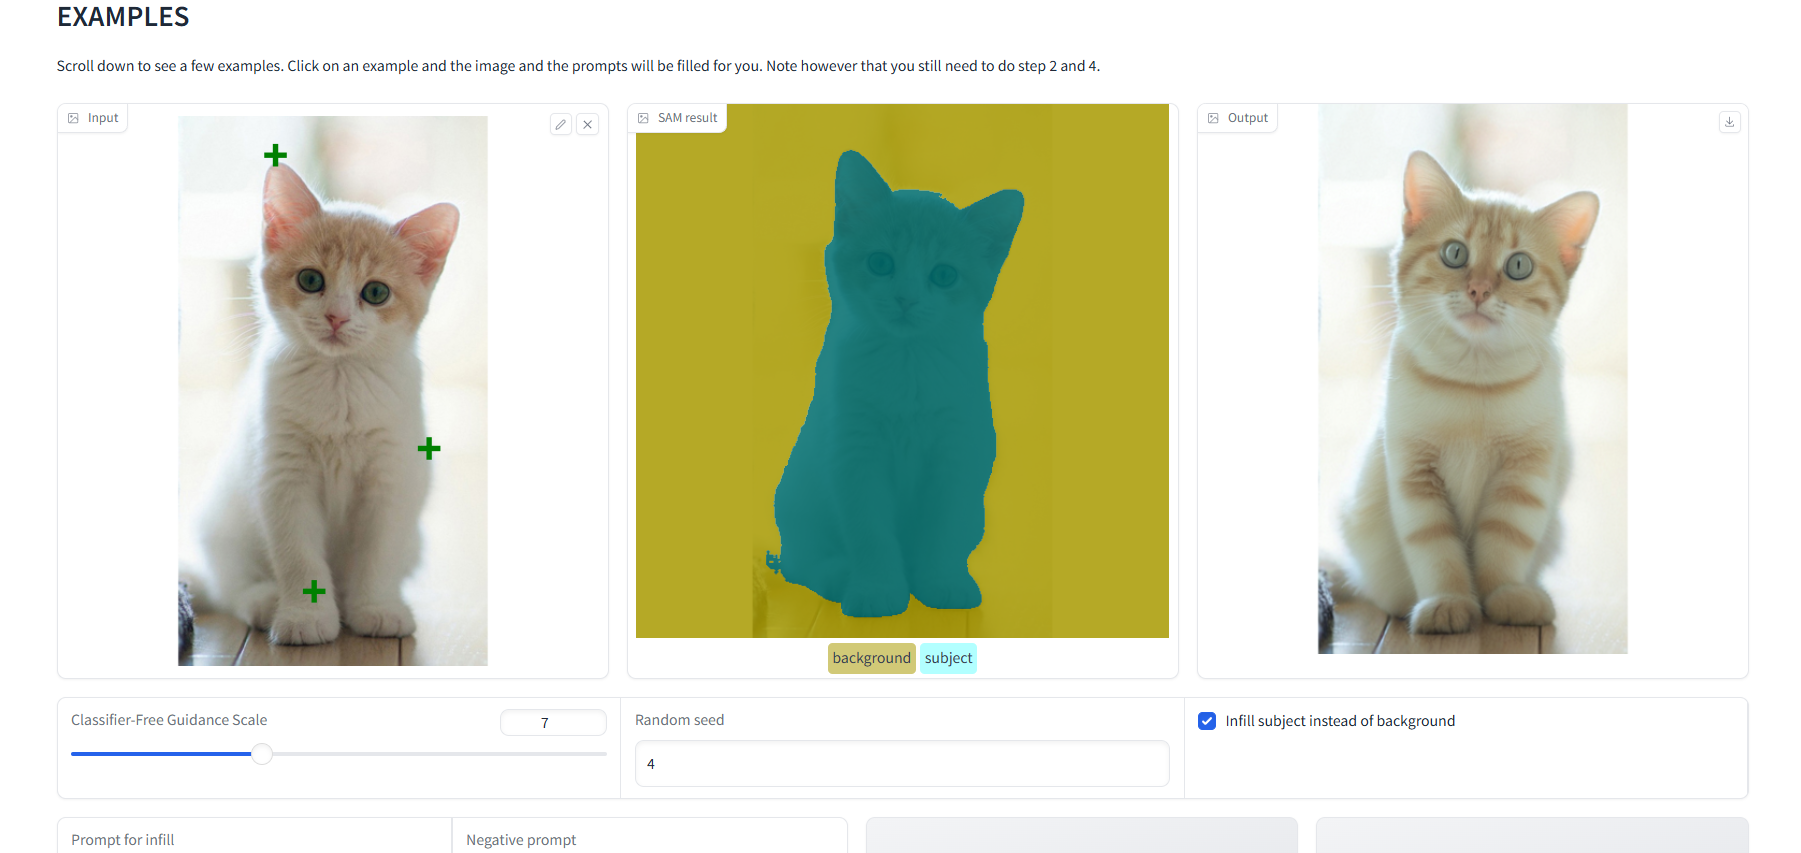 EXAMPLES
Scroll down to see a few examples. Click on an example and the image and the prompts will be filled for you. Note however that you still need to do step 2 and 4.
Input
SAM result
Output
background subject
Classifier-Free Guidance Scale
7
Random seed
4
Infill subject instead of background
Prompt for infill
Negative prompt